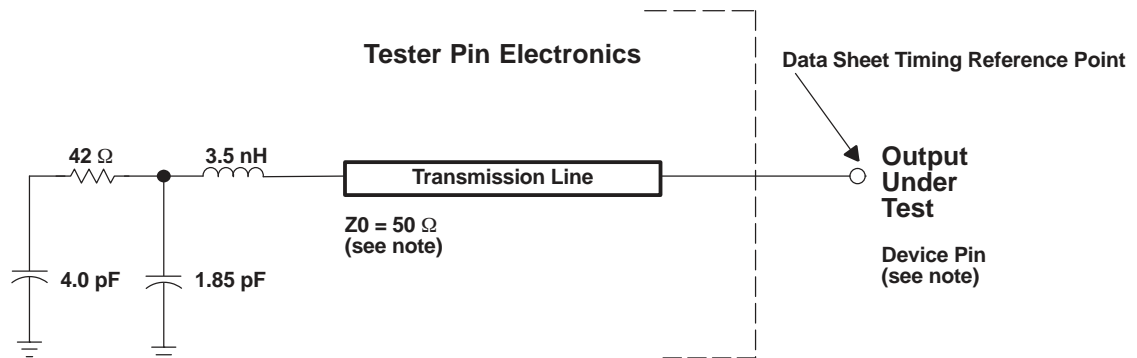 Tester Pin Electronics
Data Sheet Timing Reference Point
42 Ω
3.5 nH
Transmission Line
Output
Under
Test
Z0 = 50 Ω
(see note)
Device Pin
(see note)
4.0 pF
1.85 pF